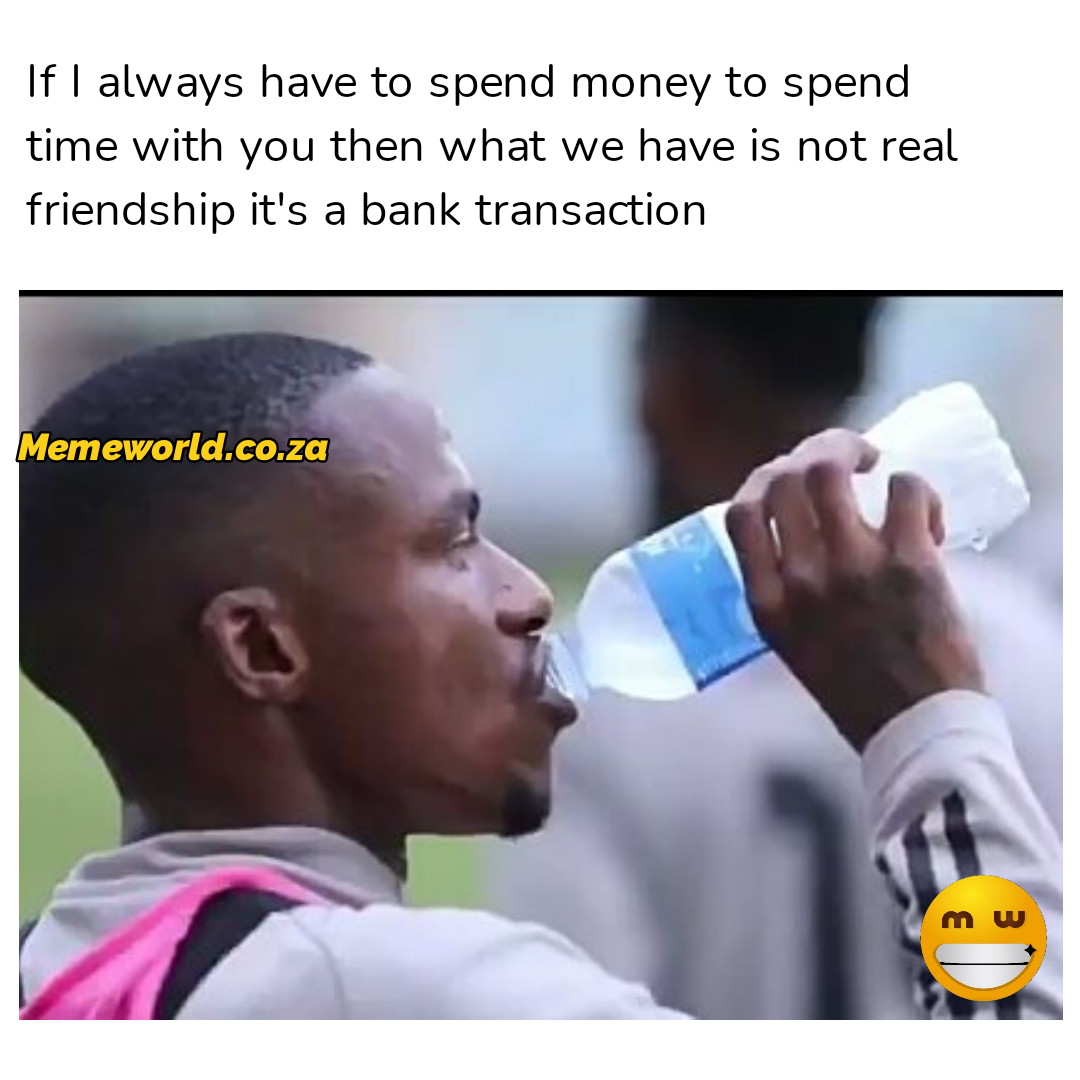 If I always have to spend money to spend
time with you then what we have is not real
friendship it's a bank transaction
Memeworld.co.za
m w